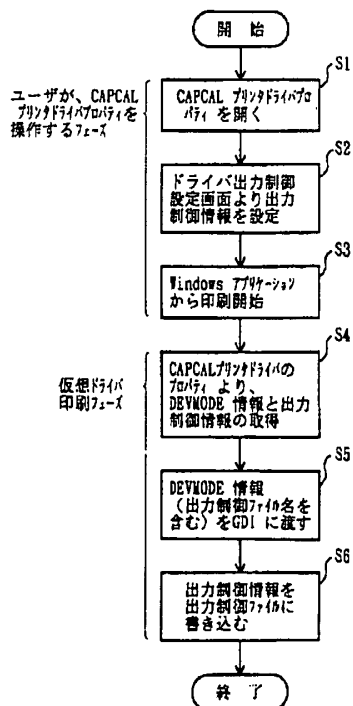 開 始
S1
ユーザが、CAPCAL
プリンタドライバプロパティを
操作するフェーズ
CAPCAL プリンタドライバプロ
パティ を開く
S2
ドライバ出力制御
設定画面より出力
制御情報を設定
S3
Windows アプリケーション
から印刷開始
S4
仮想ドライバ
印刷フェーズ
CAPCALプリンタドライバの
プロパティ より、
DEVMODE 情報と出力
制御情報の取得
S5
DEVMODE 情報
(出力制御ファイル名を
含む)をGDI に渡す
S6
出力制御情報を
出力制御ファイルに
書き込む
終 了